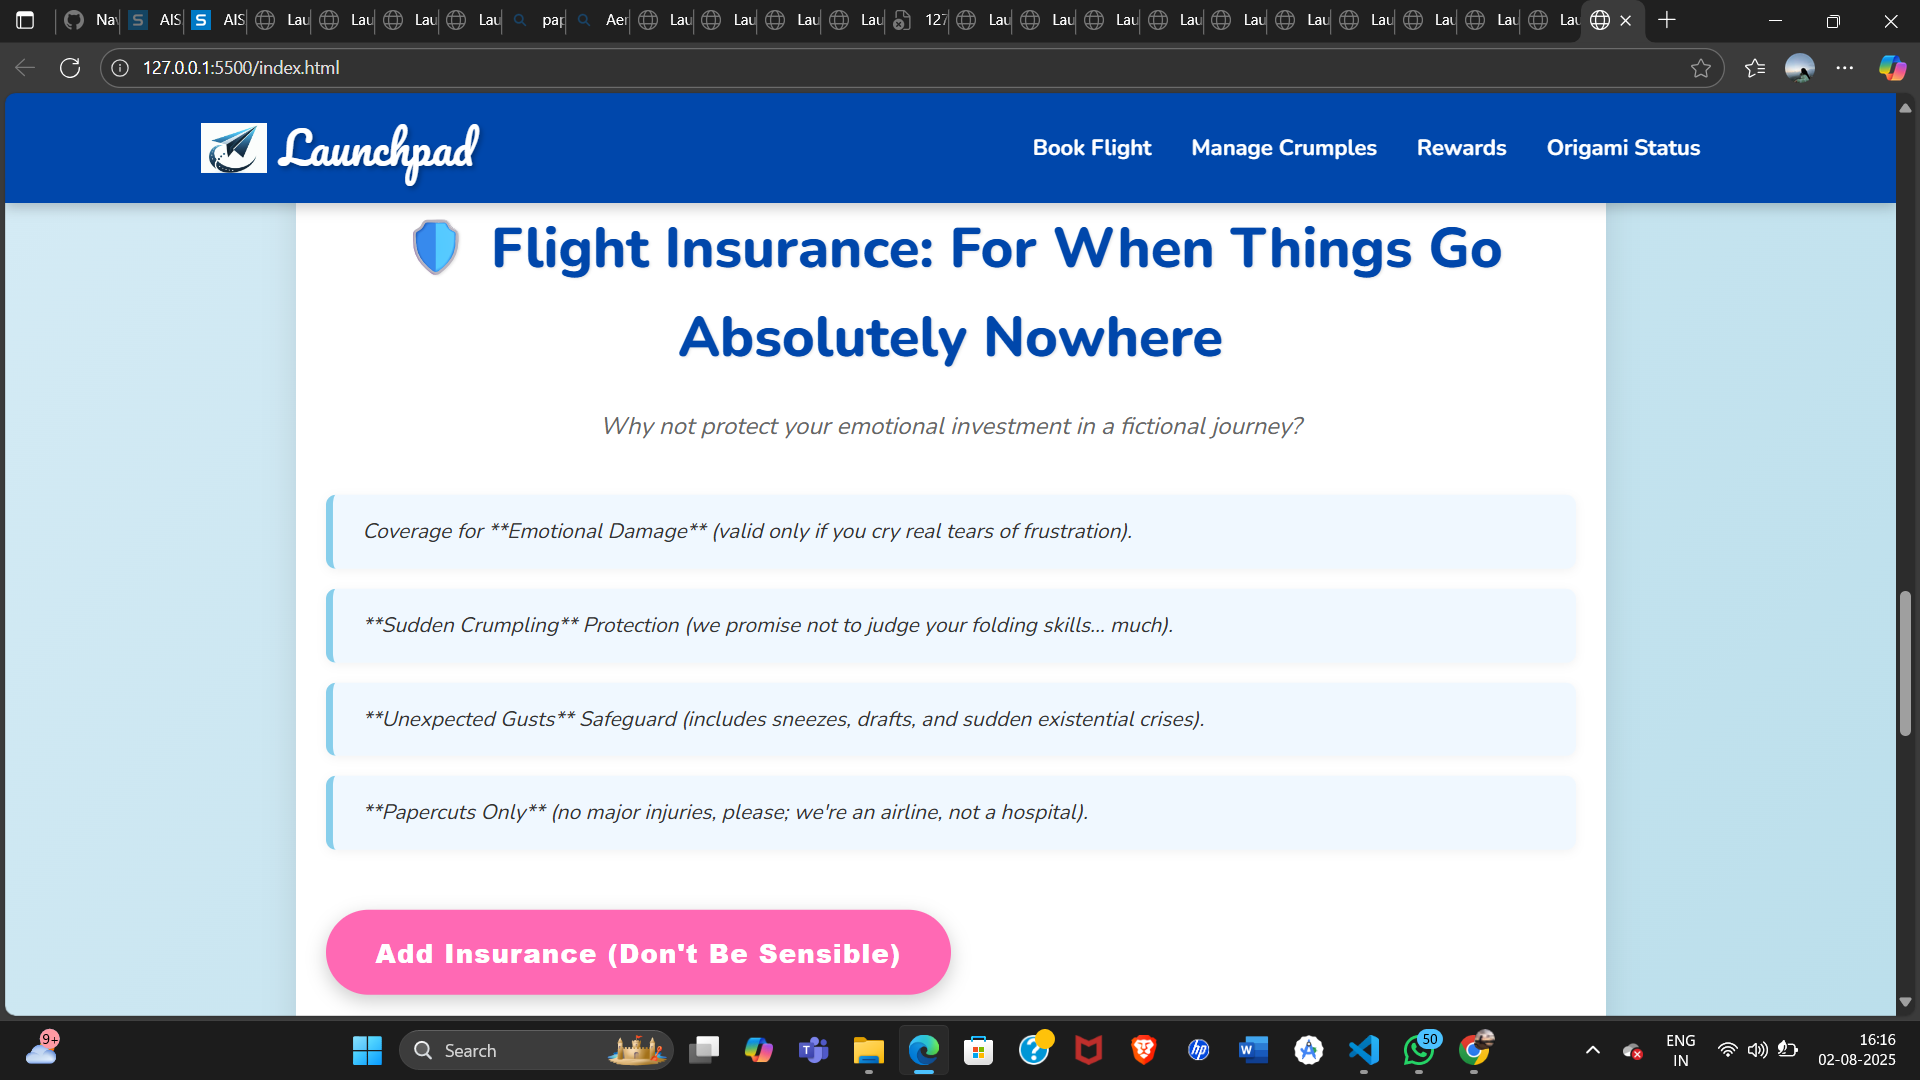 Na
AIS
AIS
Lau
Lau
Lau
Lau
pap
Aer
Lau
Lau
Lau
Lau
127
Lau
Lau
Lau
Lau
Lau
Lau
Lau
Lau
Lau
Lau
127.0.0.1:5500/index.html
Launchpad
Book Flight
Manage Crumples
Rewards
Origami Status
Flight Insurance: For When Things Go
Absolutely Nowhere
Why not protect your emotional investment in a fictional journey?
Coverage for **Emotional Damage** (valid only if you cry real tears of frustration).
**Sudden Crumpling** Protection (we promise not to judge your folding skills... much).
**Unexpected Gusts** Safeguard (includes sneezes, drafts, and sudden existential crises).
**Papercuts Only** (no major injuries, please; we're an airline, not a hospital).
Add Insurance (Don't Be Sensible)
9+
Search
50
ENG
IN
16:16
02-08-2025